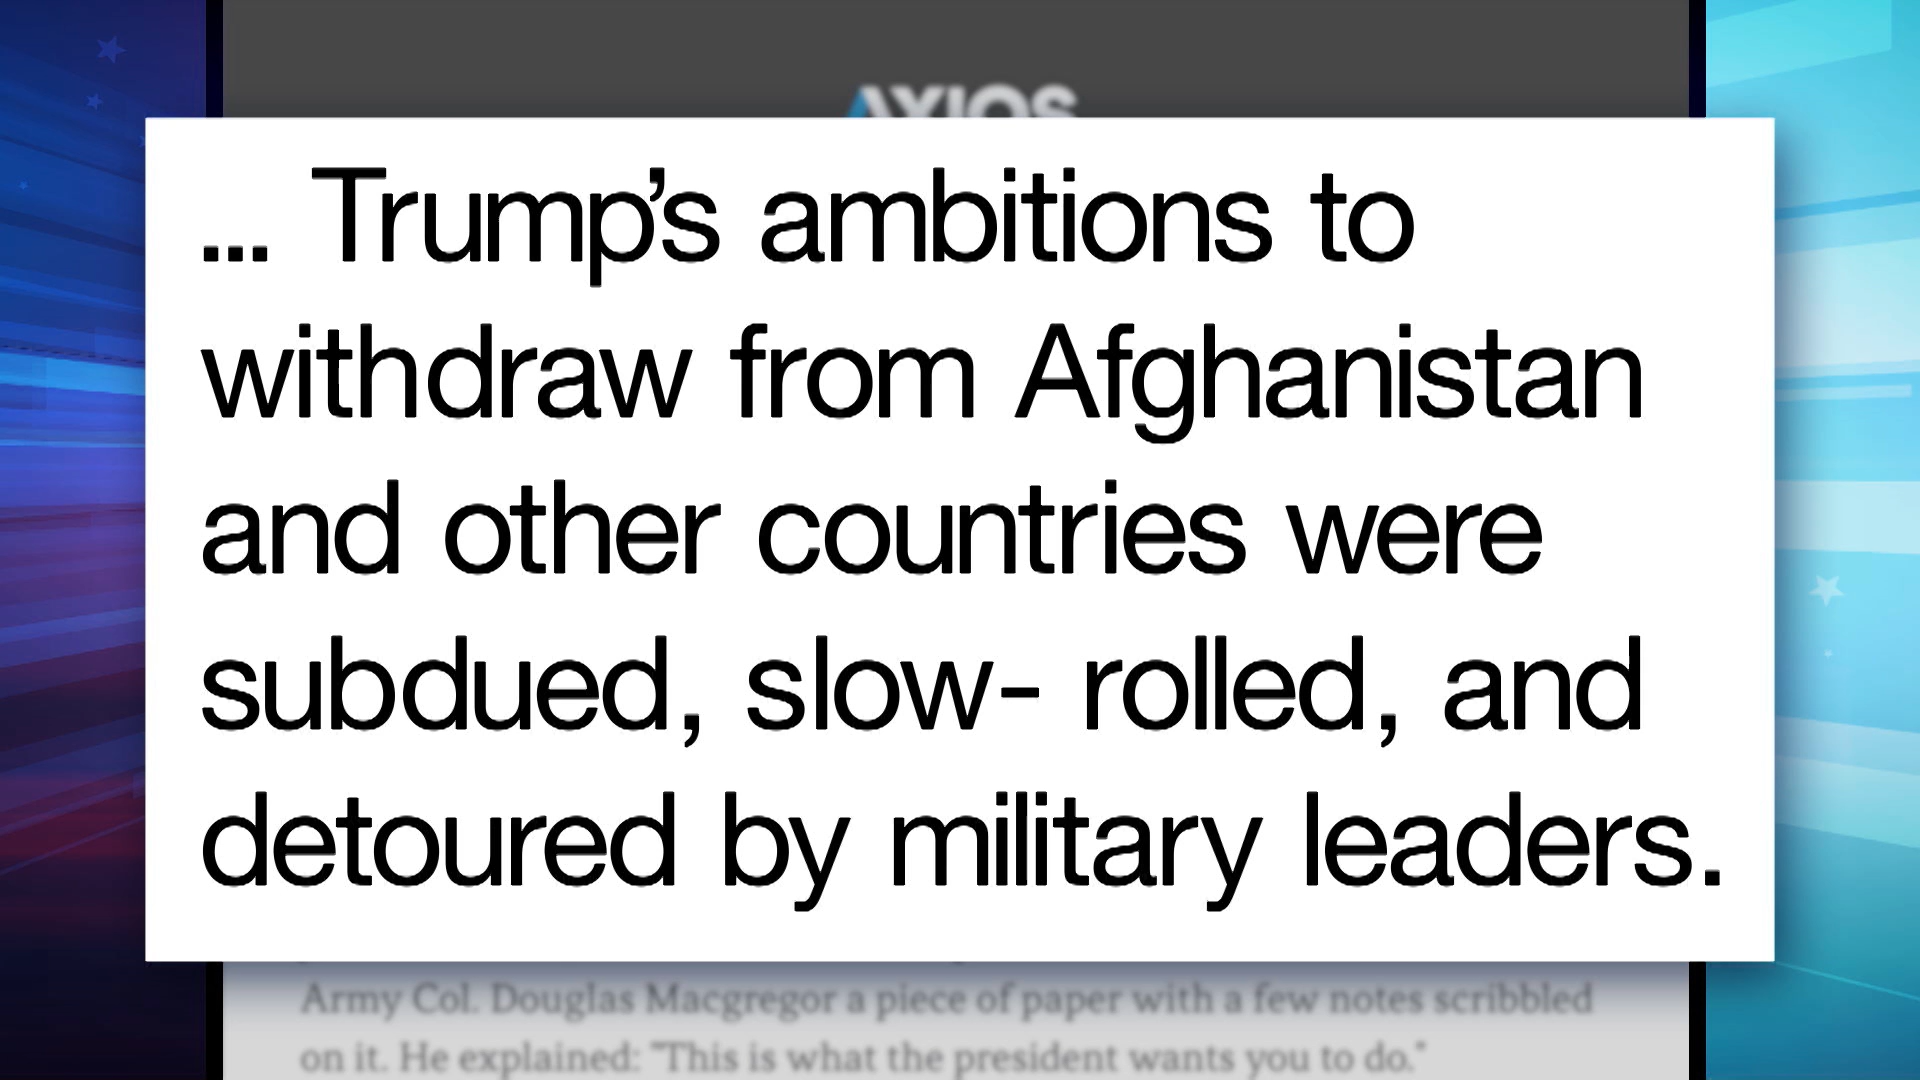 AXIOS
... Trump's ambitions to
withdraw from Afghanistan
and other countries were
subdued, slow- rolled, and
detoured by military leaders.
Army Col. Douglas Macgregor a piece of paper with a few notes scribbled
on it. He explained: "This is what the president wants you to do."